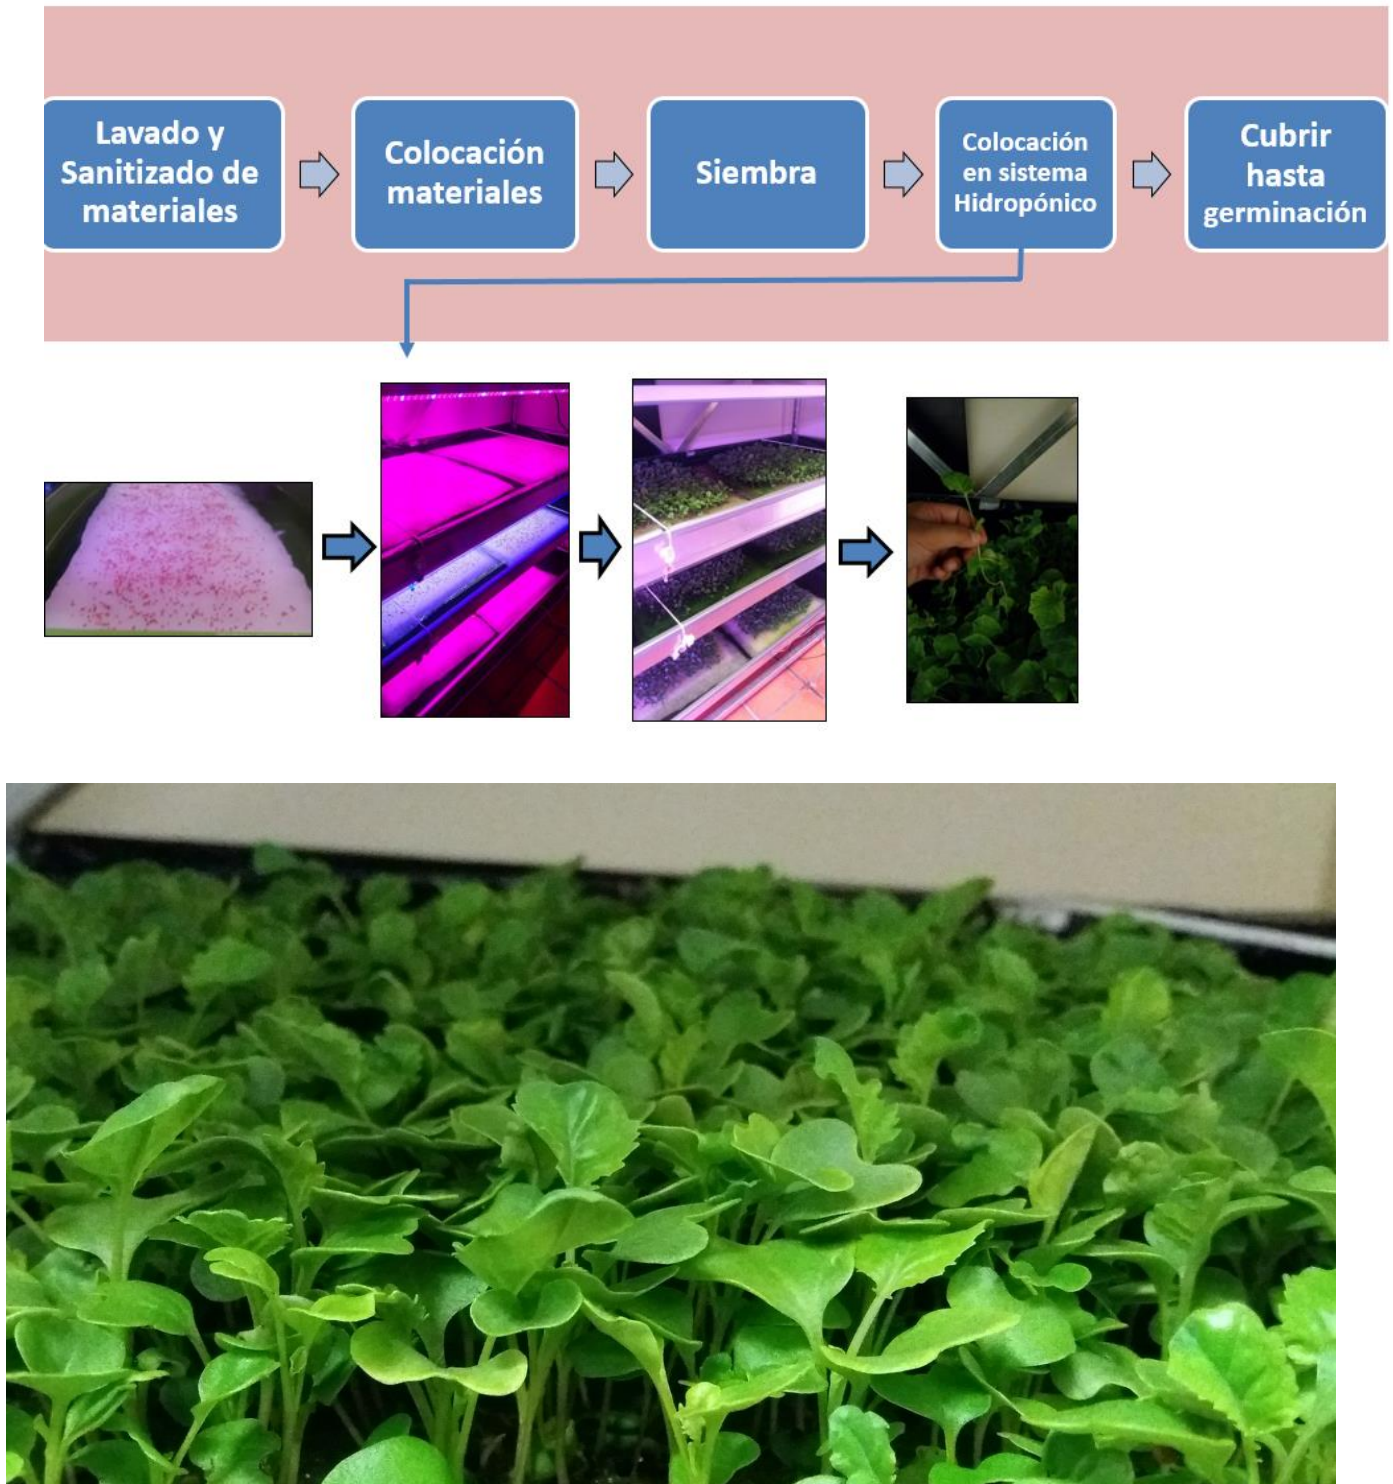 Lavado y
Sanitizado de
materiales
Colocación
materiales
Siembra
Colocación
en sistema
Hidropónico
Cubrir
hasta
germinación